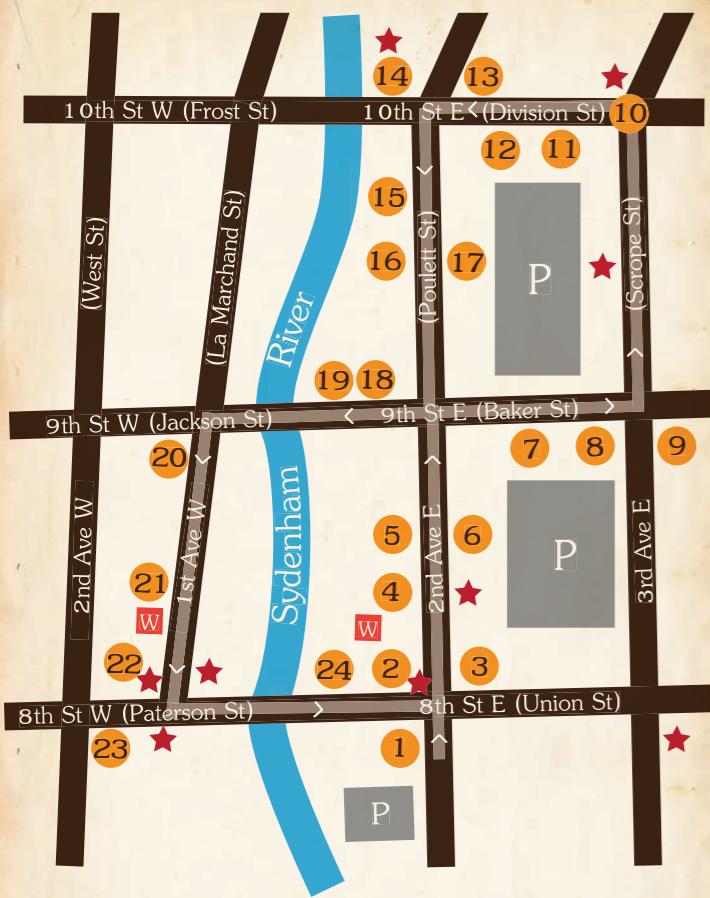 14
13
10th St W (Frost St)
10th St E (Division St)
10
12
11
15
(West St)
(La Marchand St)
(Poulett St)
(Scrope St)
16
17
P
River
19
18
9th St W (Jackson St)
9th St E (Baker St)
20
7
8
9
2nd Ave W
1st Ave W
Sydenham
5
2nd Ave E
6
P
3rd Ave E
21
4
W
W
22
24
2
3
8th St W (Paterson St)
8th St E (Union St)
23
1
P